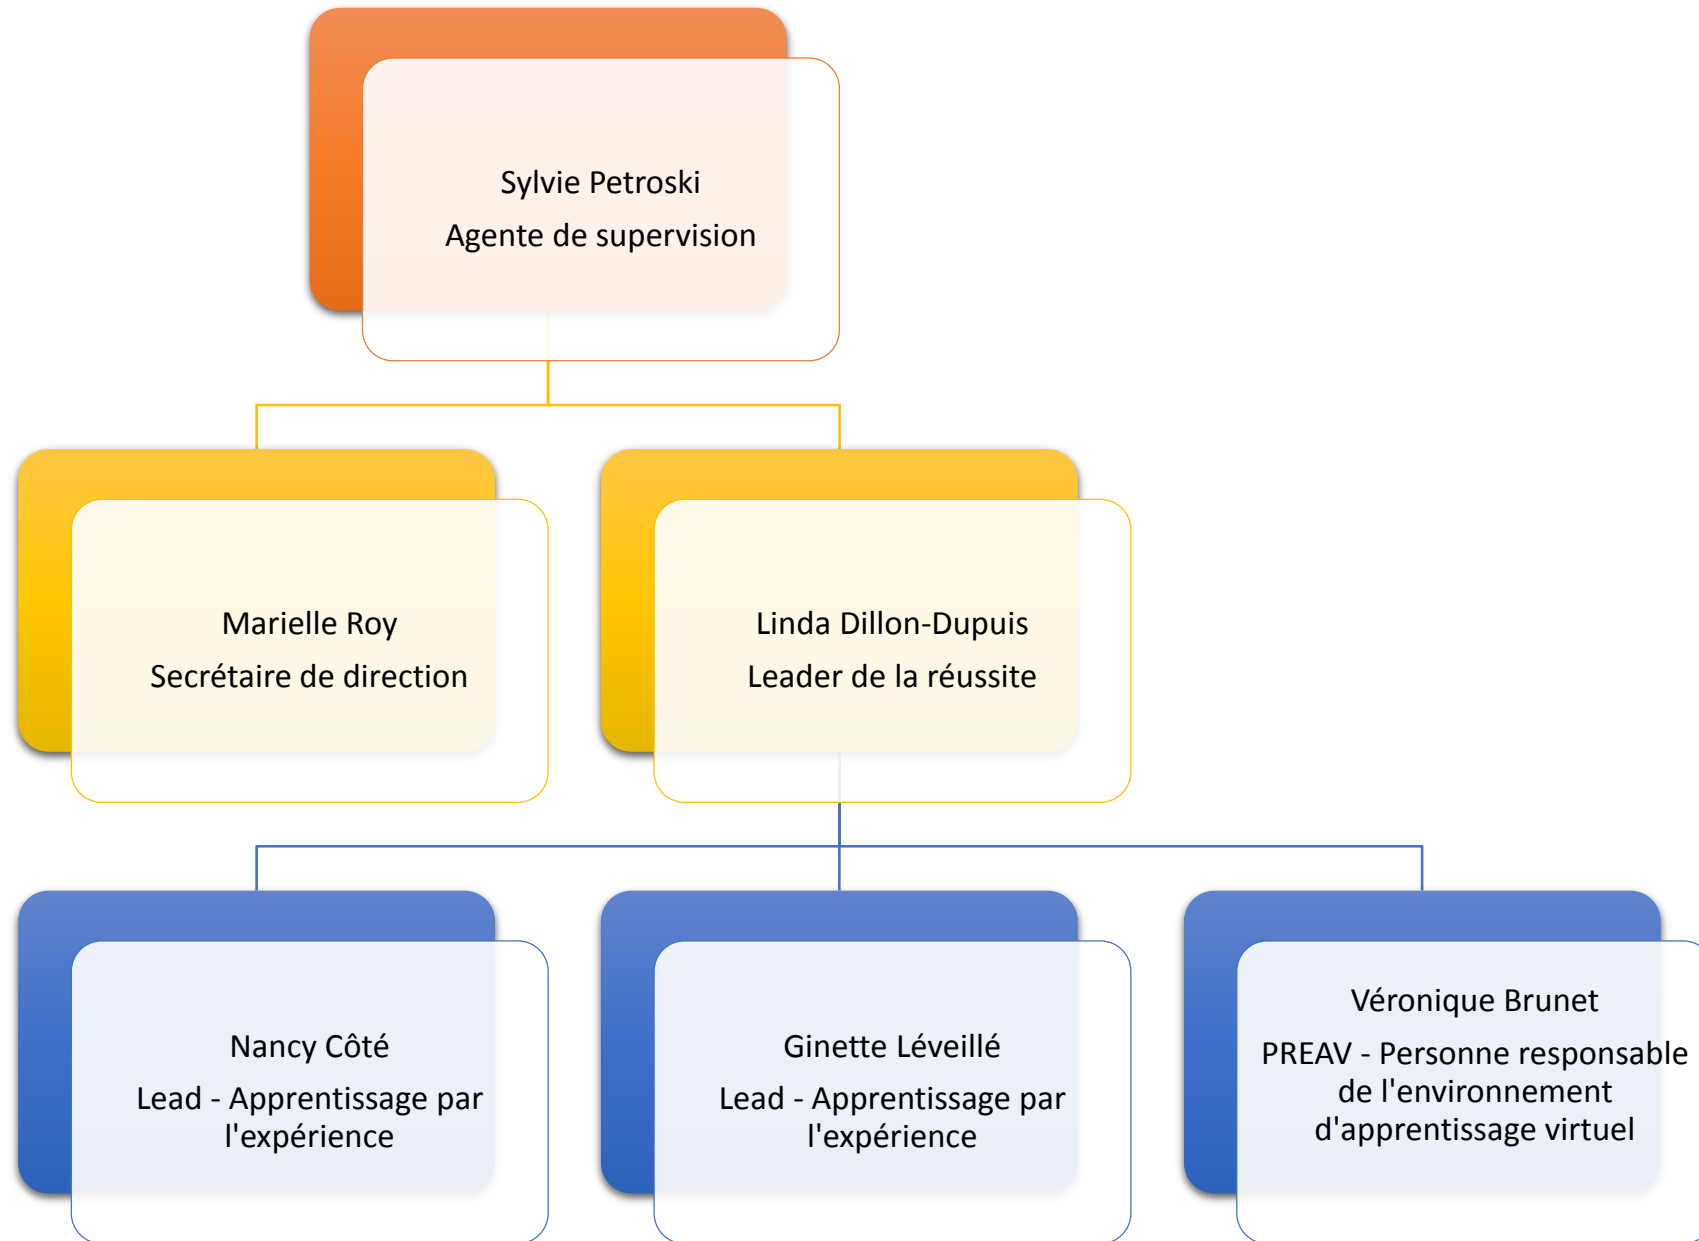 Sylvie Petroski
Agente de supervision
Marielle Roy
Secrétaire de direction
Linda Dillon-Dupuis
Leader de la réussite
Nancy Côté
Lead - Apprentissage par
l'expérience
Ginette Léveillé
Lead - Apprentissage par
l'expérience
Véronique Brunet
PREAV - Personne responsable
de l'environnement
d'apprentissage virtuel